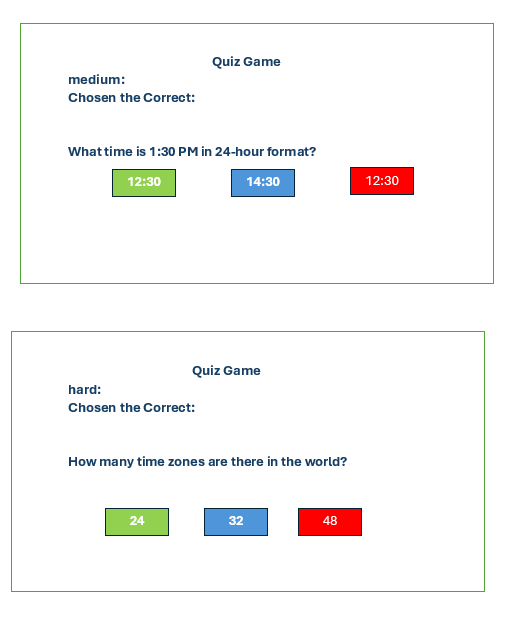 Quiz Game
medium:
Chosen the Correct:
What time is 1:30 PM in 24-hour format?
12:30 14:30 12:30
Quiz Game
hard:
Chosen the Correct:
How many time zones are there in the world?
24 32 48